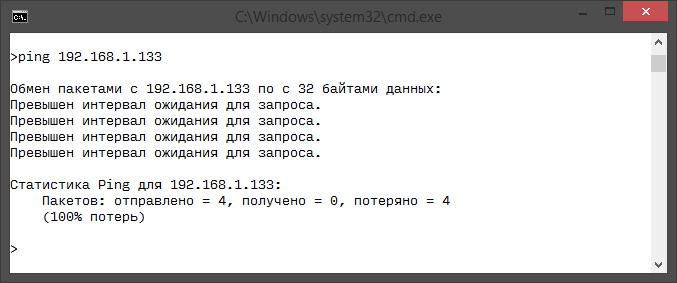 C:\Windows\system32\cmd.exe
>ping 192.168.1.133
Обмен пакетами с 192.168.1.133 по с 32 байтами данных:
Превышен интервал ожидания для запроса.
Превышен интервал ожидания для запроса.
Превышен интервал ожидания для запроса.
Превышен интервал ожидания для запроса.
Статистика Ping для 192.168.1.133:
Пакетов: отправлено = 4, получено = 0, потеряно = 4
(100% потерь)
>